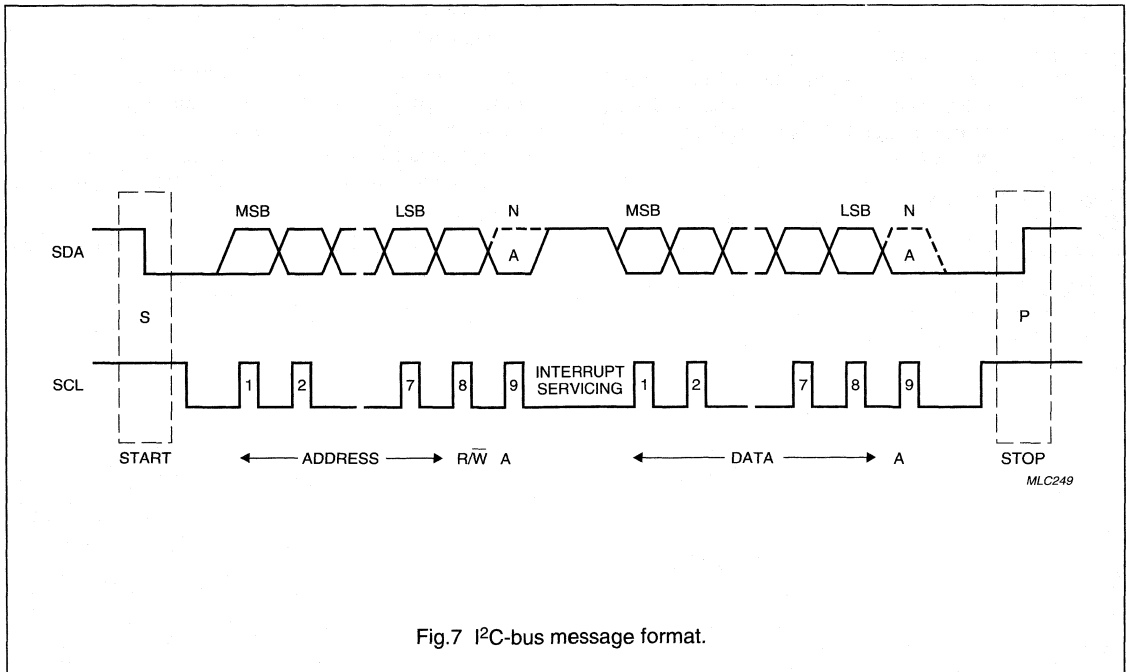 MSB LSB N MSB LSB N
SDA A A
S P
SCL 1 2 7 8 9 INTERRUPT SERVICING 1 2 7 8 9
START ADDRESS R/W̅ A DATA A STOP
MLC249
Fig.7 I²C-bus message format.